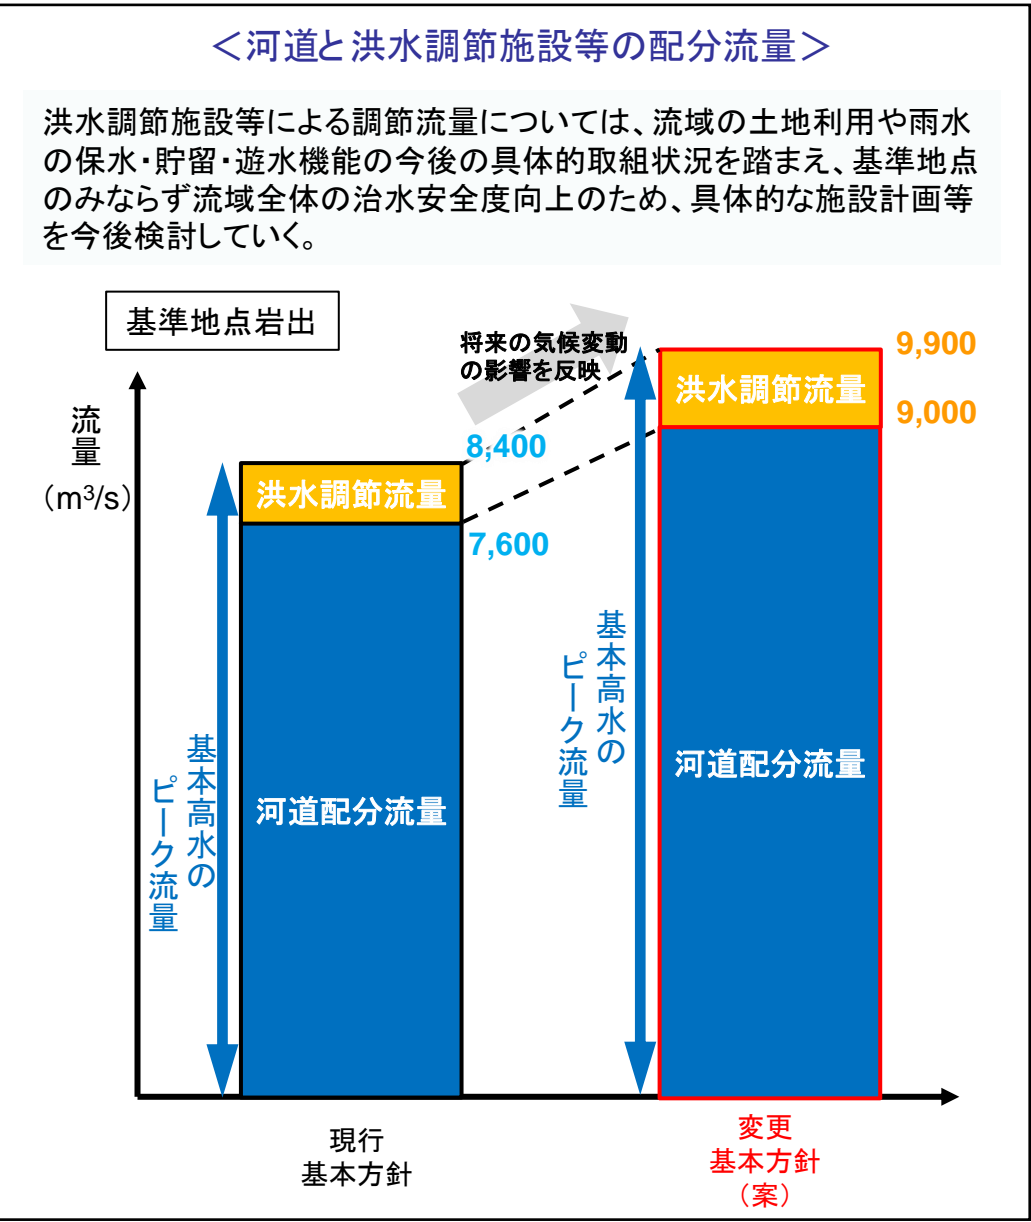 ＜河道と洪水調節施設等の配分流量＞
洪水調節施設等による調節流量については、流域の土地利用や雨水
の保水・貯留・遊水機能の今後の具体的取組状況を踏まえ、基準地点
のみならず流域全体の治水安全度向上のため、具体的な施設計画等
を今後検討していく。
基準地点岩出
将来の気候変動
の影響を反映
流量
（m³/s）
8,400
洪水調節流量
7,600
基本高水の
ピーク流量
河道配分流量
9,900
洪水調節流量
9,000
基本高水の
ピーク流量
河道配分流量
現行
基本方針
変更
基本方針
（案）